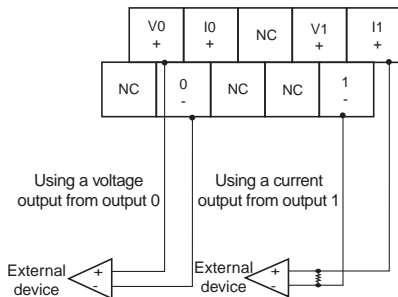 V0 I0 NC V1 I1
+ + + +
NC 0 NC NC 1
- -
Using a voltage
output from output 0
Using a current
output from output 1
External
device
+
-
External
device
+
-